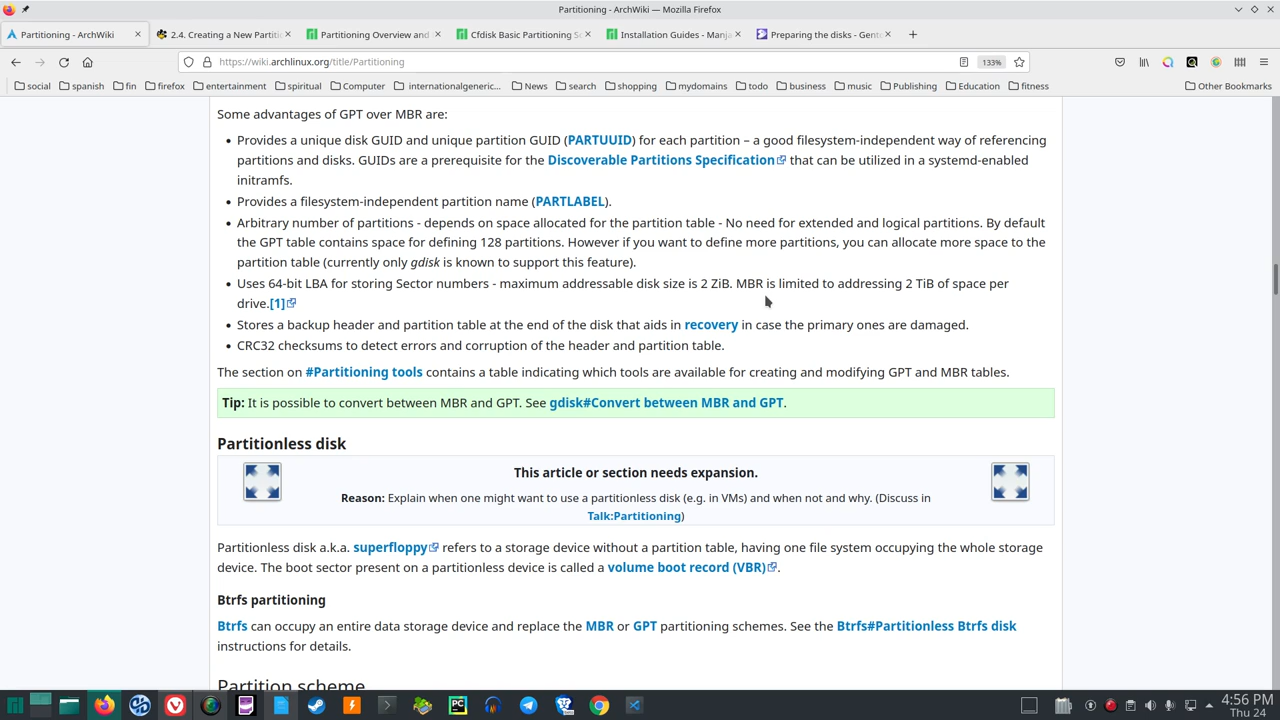 Partitioning - ArchWiki — Mozilla Firefox
Partitioning - ArchWiki
2.4. Creating a New Partiti
Partitioning Overview and
Cfdisk Basic Partitioning S
Installation Guides - Manja
Preparing the disks - Gent
https://wiki.archlinux.org/title/Partitioning
133%
social spanish fin firefox entertainment spiritual Computer internationalgeneric... News search shopping mydomains todo business music Publishing Education fitness Other Bookmarks
Some advantages of GPT over MBR are:
Provides a unique disk GUID and unique partition GUID (PARTUUID) for each partition – a good filesystem-independent way of referencing
partitions and disks. GUIDs are a prerequisite for the Discoverable Partitions Specification that can be utilized in a systemd-enabled
initramfs.
Provides a filesystem-independent partition name (PARTLABEL).
Arbitrary number of partitions - depends on space allocated for the partition table - No need for extended and logical partitions. By default
the GPT table contains space for defining 128 partitions. However if you want to define more partitions, you can allocate more space to the
partition table (currently only gdisk is known to support this feature).
Uses 64-bit LBA for storing Sector numbers - maximum addressable disk size is 2 ZiB. MBR is limited to addressing 2 TiB of space per
drive.[1]
Stores a backup header and partition table at the end of the disk that aids in recovery in case the primary ones are damaged.
CRC32 checksums to detect errors and corruption of the header and partition table.
The section on #Partitioning tools contains a table indicating which tools are available for creating and modifying GPT and MBR tables.
Tip: It is possible to convert between MBR and GPT. See gdisk#Convert between MBR and GPT.
Partitionless disk
This article or section needs expansion.
Reason: Explain when one might want to use a partitionless disk (e.g. in VMs) and when not and why. (Discuss in
Talk:Partitioning)
Partitionless disk a.k.a. superfloppy refers to a storage device without a partition table, having one file system occupying the whole storage
device. The boot sector present on a partitionless device is called a volume boot record (VBR).
Btrfs partitioning
Btrfs can occupy an entire data storage device and replace the MBR or GPT partitioning schemes. See the Btrfs#Partitionless Btrfs disk
instructions for details.
Partition scheme
4:56 PM
Thu 24